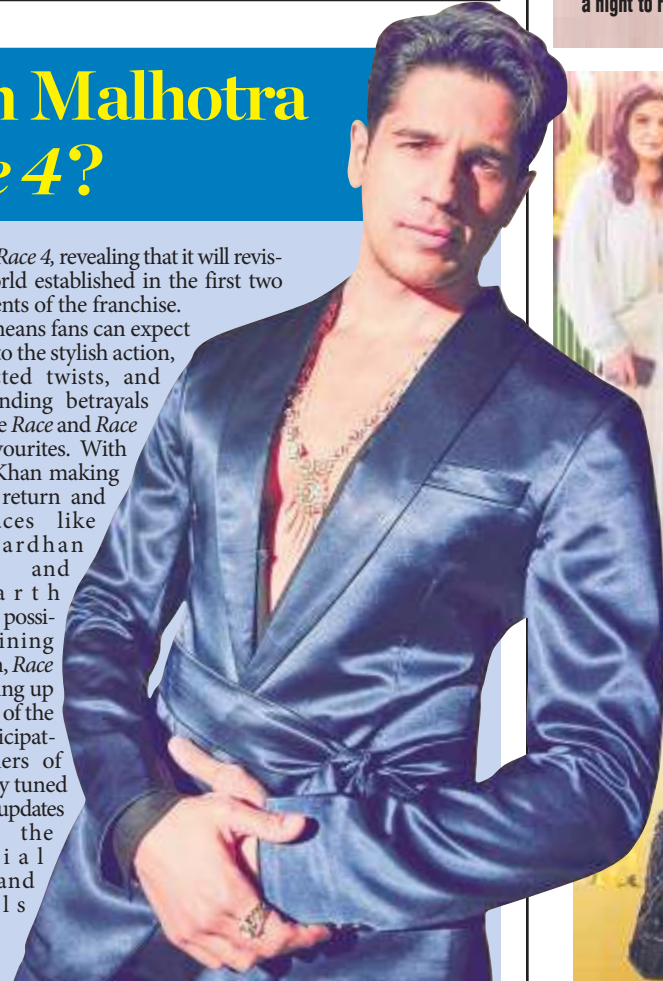 a night to r
n Malhotra
e 4?
Race 4, revealing that it will revis-
rld established in the first two
ents of the franchise.
means fans can expect
to the stylish action,
ted twists, and
nding betrayals
e Race and Race
vourites. With
Khan making
return and
ces like
ardhan
and
arth
possi-
ining
n, Race
ng up
of the
icipat-
ers of
y tuned
updates
the
ial
and
ls